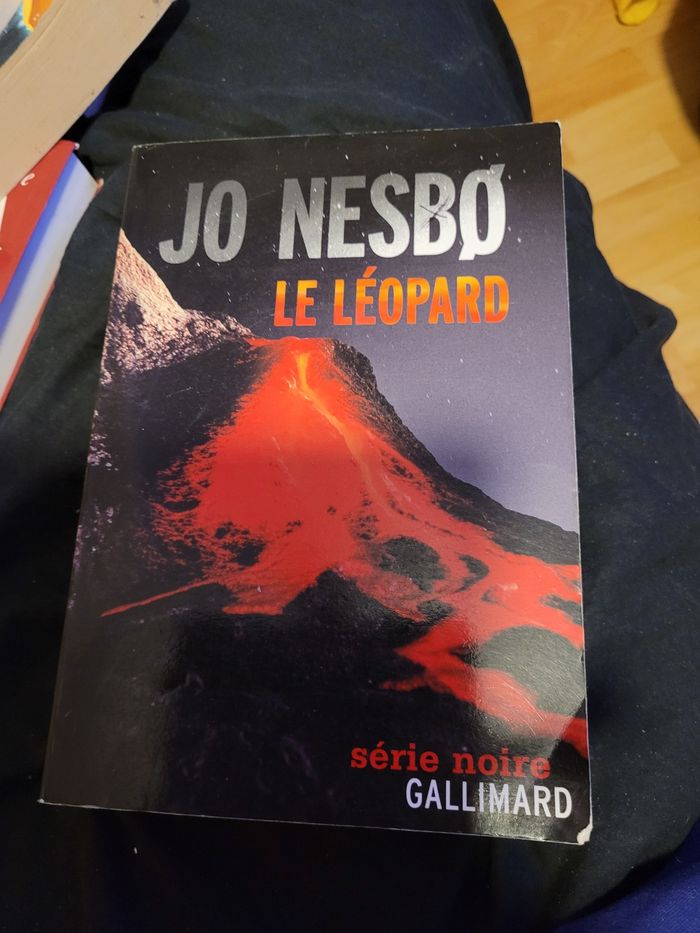 JO NESBØ
LE LÉOPARD
série noire
GALLIMARD